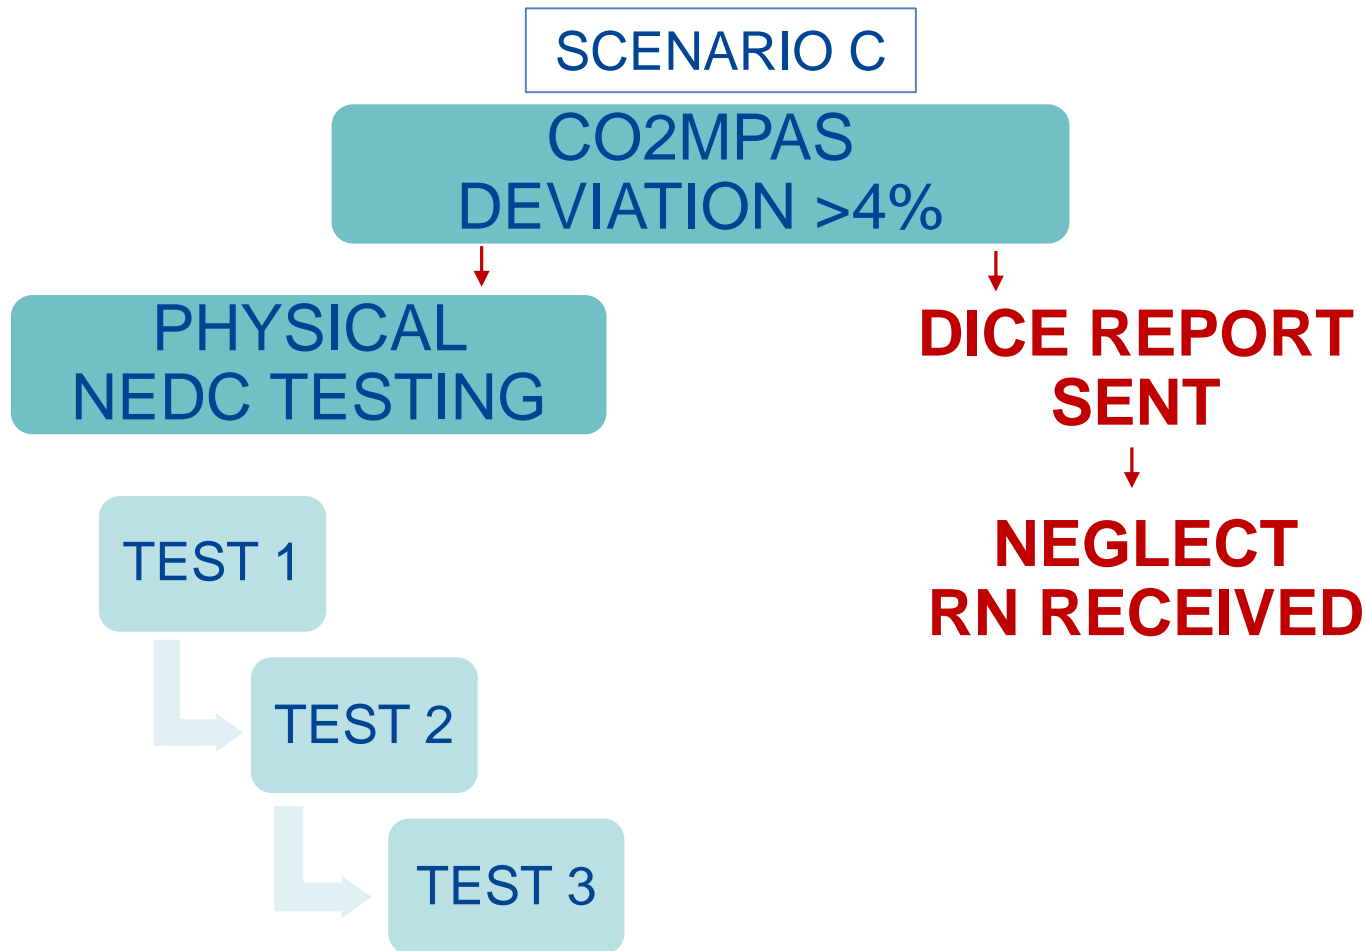 SCENARIO C
CO2MPAS
DEVIATION >4%
PHYSICAL
NEDC TESTING
DICE REPORT
SENT
NEGLECT
RN RECEIVED
TEST 1
TEST 2
TEST 3